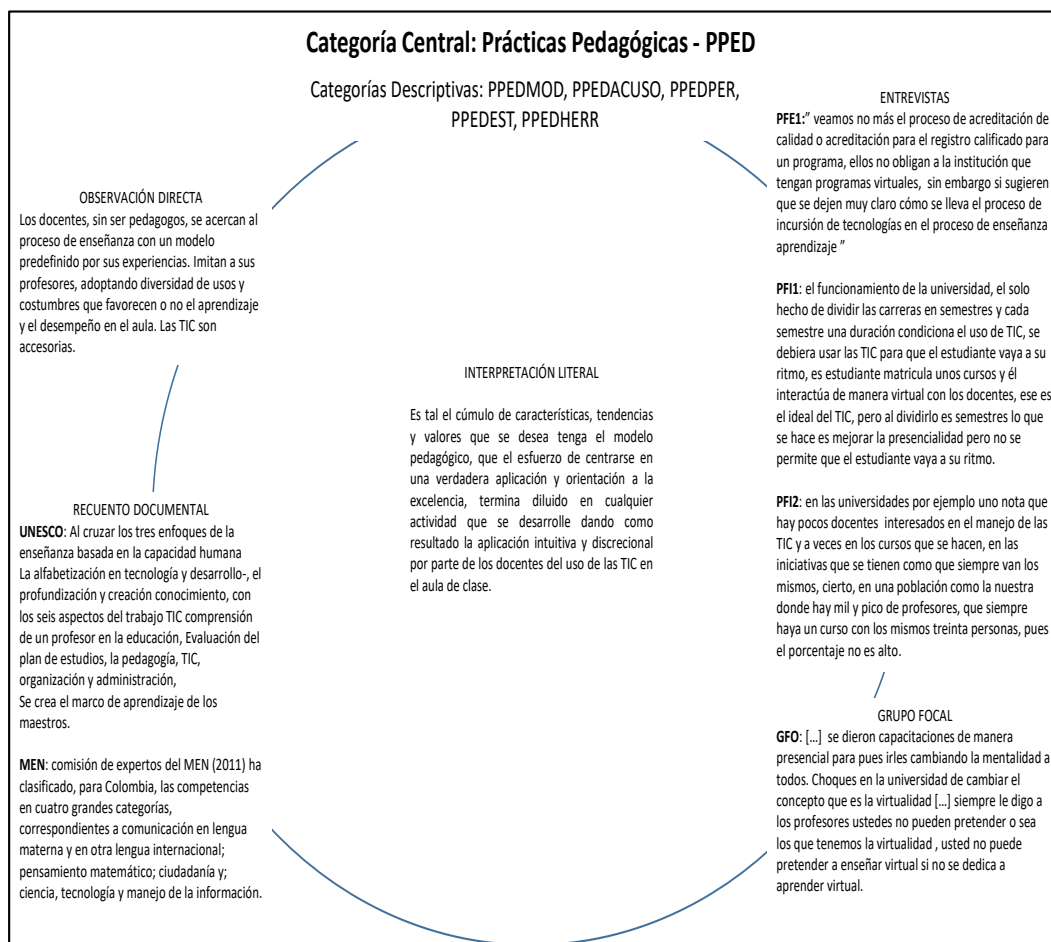 Categoría Central: Prácticas Pedagógicas - PPED
Categorías Descriptivas: PPEDMOD, PPEDACUSO, PPEDPER,
PPEDEST, PPEDHERR
OBSERVACIÓN DIRECTA
Los docentes, sin ser pedagogos, se acercan al
proceso de enseñanza con un modelo
predefinido por sus experiencias. Imitan a sus
profesores, adoptando diversidad de usos y
costumbres que favorecen o no el aprendizaje
y el desempeño en el aula. Las TIC son
accesorias.
RECUENTO DOCUMENTAL
UNESCO: Al cruzar los tres enfoques de la
enseñanza basada en la capacidad humana
La alfabetización en tecnología y desarrollo-, el
profundización y creación conocimiento, con
los seis aspectos del trabajo TIC comprensión
de un profesor en la educación, Evaluación del
plan de estudios, la pedagogía, TIC,
organización y administración,
Se crea el marco de aprendizaje de los
maestros.
MEN: comisión de expertos del MEN (2011) ha
clasificado, para Colombia, las competencias
en cuatro grandes categorías,
correspondientes a comunicación en lengua
materna y en otra lengua internacional;
pensamiento matemático; ciudadanía y;
ciencia, tecnología y manejo de la información.
INTERPRETACIÓN LITERAL
Es tal el cúmulo de características, tendencias
y valores que se desea tenga el modelo
pedagógico, que el esfuerzo de centrarse en
una verdadera aplicación y orientación a la
excelencia, termina diluido en cualquier
actividad que se desarrolle dando como
resultado la aplicación intuitiva y discrecional
por parte de los docentes del uso de las TIC en
el aula de clase.
ENTREVISTAS
PFE1:” veamos no más el proceso de acreditación de
calidad o acreditación para el registro calificado para
un programa, ellos no obligan a la institución que
tengan programas virtuales, sin embargo si sugieren
que se dejen muy claro cómo se lleva el proceso de
incursión de tecnologías en el proceso de enseñanza
aprendizaje ”
PFI1: el funcionamiento de la universidad, el solo
hecho de dividir las carreras en semestres y cada
semestre una duración condiciona el uso de TIC, se
debiera usar las TIC para que el estudiante vaya a su
ritmo, es estudiante matricula unos cursos y él
interactúa de manera virtual con los docentes, ese es
el ideal del TIC, pero al dividirlo es semestres lo que
se hace es mejorar la presencialidad pero no se
permite que el estudiante vaya a su ritmo.
PFI2: en las universidades por ejemplo uno nota que
hay pocos docentes interesados en el manejo de las
TIC y a veces en los cursos que se hacen, en las
iniciativas que se tienen como que siempre van los
mismos, cierto, en una población como la nuestra
donde hay mil y pico de profesores, que siempre
haya un curso con los mismos treinta personas, pues
el porcentaje no es alto.
GRUPO FOCAL
GFO: [...] se dieron capacitaciones de manera
presencial para pues irles cambiando la mentalidad a
todos. Choques en la universidad de cambiar el
concepto que es la virtualidad [...] siempre le digo a
los profesores ustedes no pueden pretender o sea
los que tenemos la virtualidad , usted no puede
pretender a enseñar virtual si no se dedica a
aprender virtual.